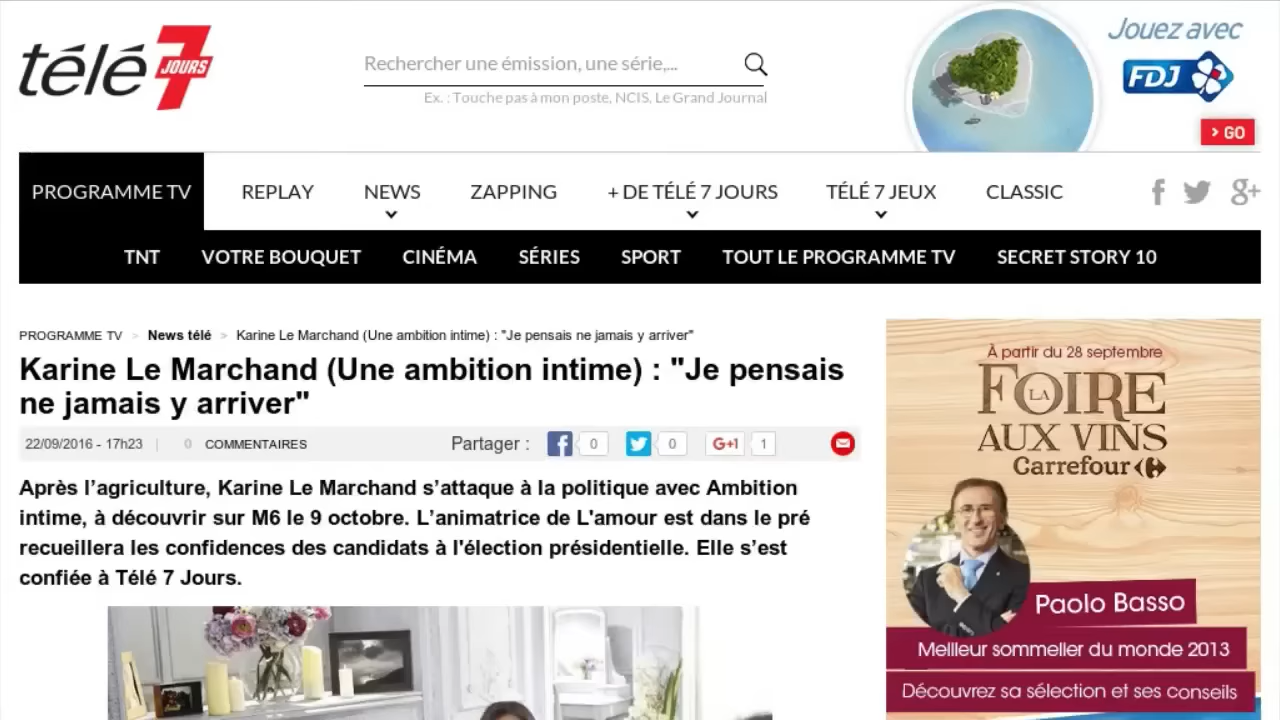 télé 7 JOURS
Rechercher une émission, une série,...
Ex. : Touche pas à mon poste, NCIS, Le Grand Journal
Jouez avec
FDJ
> GO
PROGRAMME TV
REPLAY
NEWS
ZAPPING
+ DE TÉLÉ 7 JOURS
TÉLÉ 7 JEUX
CLASSIC
TNT
VOTRE BOUQUET
CINÉMA
SÉRIES
SPORT
TOUT LE PROGRAMME TV
SECRET STORY 10
PROGRAMME TV > News télé > Karine Le Marchand (Une ambition intime) : "Je pensais ne jamais y arriver"
Karine Le Marchand (Une ambition intime) : "Je pensais
ne jamais y arriver"
22/09/2016 - 17h23 | 0 COMMENTAIRES
Partager : f 0 0 G+1 1
Après l’agriculture, Karine Le Marchand s’attaque à la politique avec Ambition
intime, à découvrir sur M6 le 9 octobre. L’animatrice de L'amour est dans le pré
recueillera les confidences des candidats à l'élection présidentielle. Elle s’est
confiée à Télé 7 Jours.
À partir du 28 septembre
LA FOIRE
AUX VINS
Carrefour
Paolo Basso
Meilleur sommelier du monde 2013
Découvrez sa sélection et ses conseils